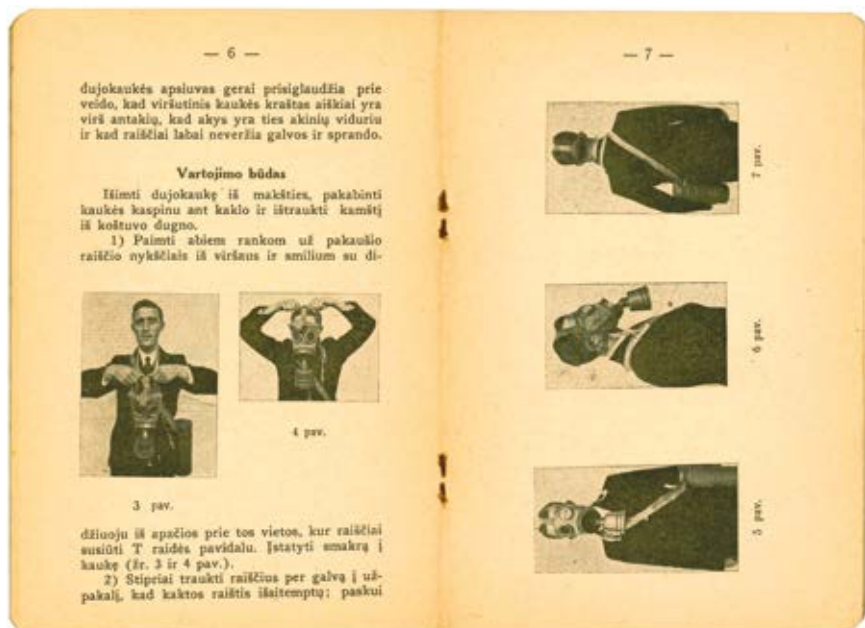 — 6 —
dujokaukės apsiuvas gerai prisiglaudžia prie
veido, kad viršutinis kaukės kraštas aiškiai yra
virš antakių, kad akys yra ties akinių viduriu
ir kad raiščiai labai neveržia galvos ir sprando.
Vartojimo būdas
Išimti dujokaukę iš makšties, pakabinti
kaukės kaspinu ant kaklo ir ištraukti kamštį
iš koštuvo dugno.
1) Paimti abiem rankom už pakaušio
raiščio nykščiais iš viršaus ir smilium su di-
4 pav.
3 pav.
džiuoju iš apačios prie tos vietos, kur raiščiai
susiūti T raidės pavidalu. Įstatyti smakrą į
kaukę (žr. 3 ir 4 pav.).
2) Stipriai traukti raiščius per galvą į už-
pakalį, kad kaktos raištis išsitemptų; paskui
— 7 —
7 pav.
6 pav.
5 pav.